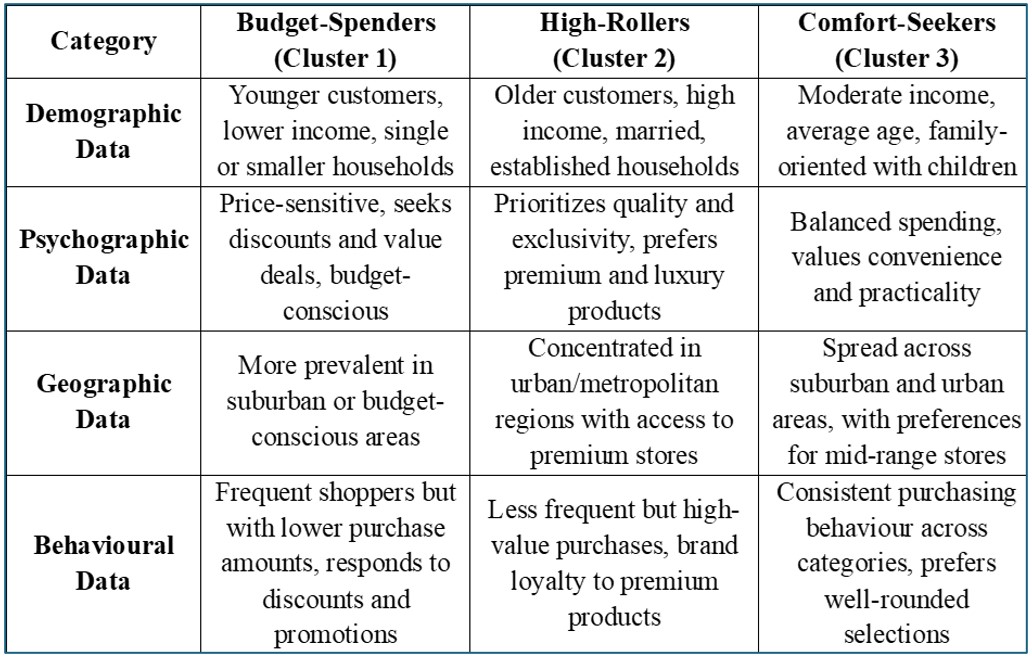 Category
Budget-Spenders
(Cluster 1)
High-Rollers
(Cluster 2)
Comfort-Seekers
(Cluster 3)
Demographic
Data
Younger customers,
lower income, single
or smaller households
Older customers, high
income, married,
established households
Moderate income,
average age, family-
oriented with children
Psychographic
Data
Price-sensitive, seeks
discounts and value
deals, budget-
conscious
Prioritizes quality and
exclusivity, prefers
premium and luxury
products
Balanced spending,
values convenience
and practicality
Geographic
Data
More prevalent in
suburban or budget-
conscious areas
Concentrated in
urban/metropolitan
regions with access to
premium stores
Spread across
suburban and urban
areas, with preferences
for mid-range stores
Behavioural
Data
Frequent shoppers but
with lower purchase
amounts, responds to
discounts and
promotions
Less frequent but high-
value purchases, brand
loyalty to premium
products
Consistent purchasing
behaviour across
categories, prefers
well-rounded
selections